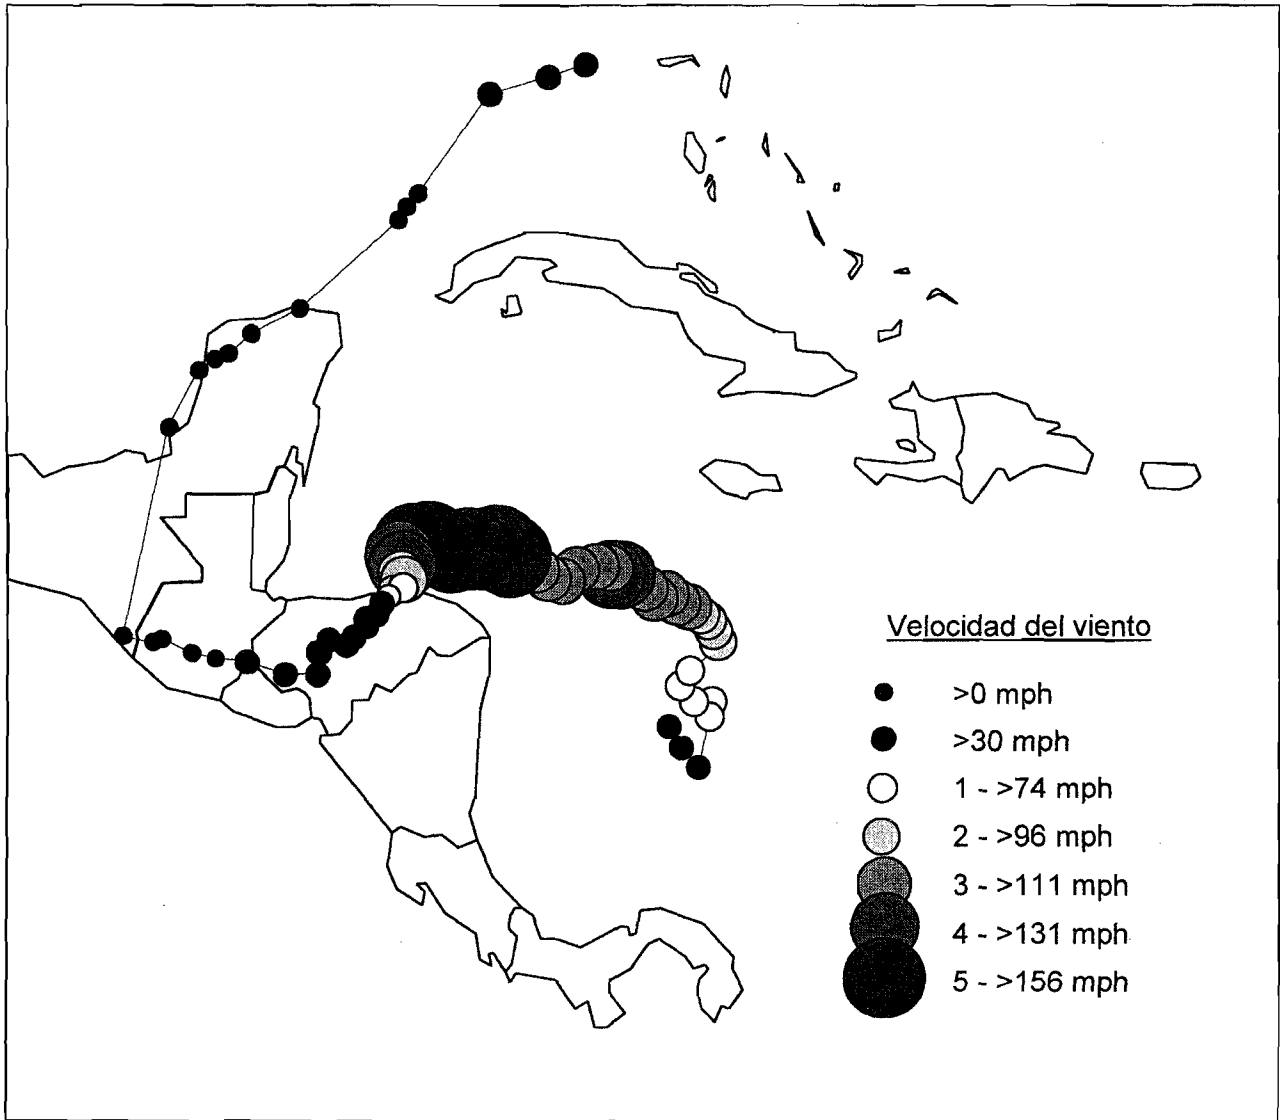 Velocidad del viento
>0 mph
>30 mph
1 - >74 mph
2 - >96 mph
3 - >111 mph
4 - >131 mph
5 - >156 mph